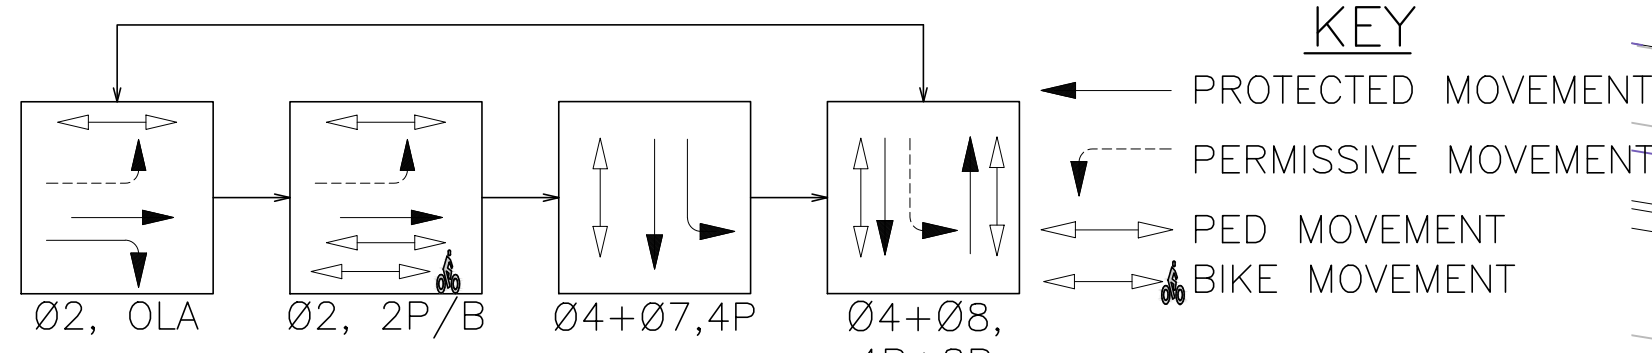 KEY
PROTECTED MOVEMENT
PERMISSIVE MOVEMENT
PED MOVEMENT
BIKE MOVEMENT
Ø2, OLA
Ø2, 2P/B
Ø4+Ø7,4P
Ø4+Ø8,